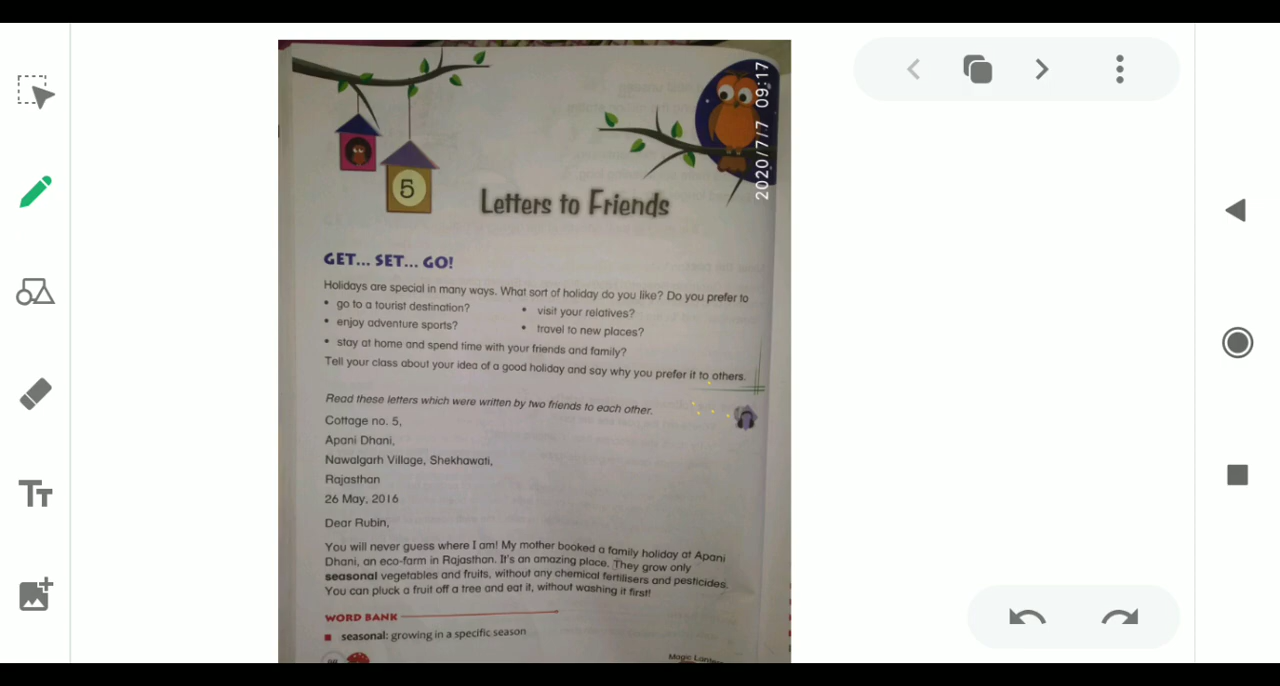 2020/7/7 09:17
5
Letters to Friends
GET... SET... GO!
Holidays are special in many ways. What sort of holiday do you like? Do you prefer to
• go to a tourist destination?
• visit your relatives?
• enjoy adventure sports?
• travel to new places?
• stay at home and spend time with your friends and family?
Tell your class about your idea of a good holiday and say why you prefer it to others.
Read these letters which were written by two friends to each other.
Cottage no. 5,
Apani Dhani,
Nawalgarh Village, Shekhawati,
Rajasthan
26 May, 2016
Dear Rubin,
You will never guess where I am! My mother booked a family holiday at Apani
Dhani, an eco-farm in Rajasthan. It's an amazing place. They grow only
seasonal vegetables and fruits, without any chemical fertilisers and pesticides.
You can pluck a fruit off a tree and eat it, without washing it first!
WORD BANK
■ seasonal: growing in a specific season
Magic
TT